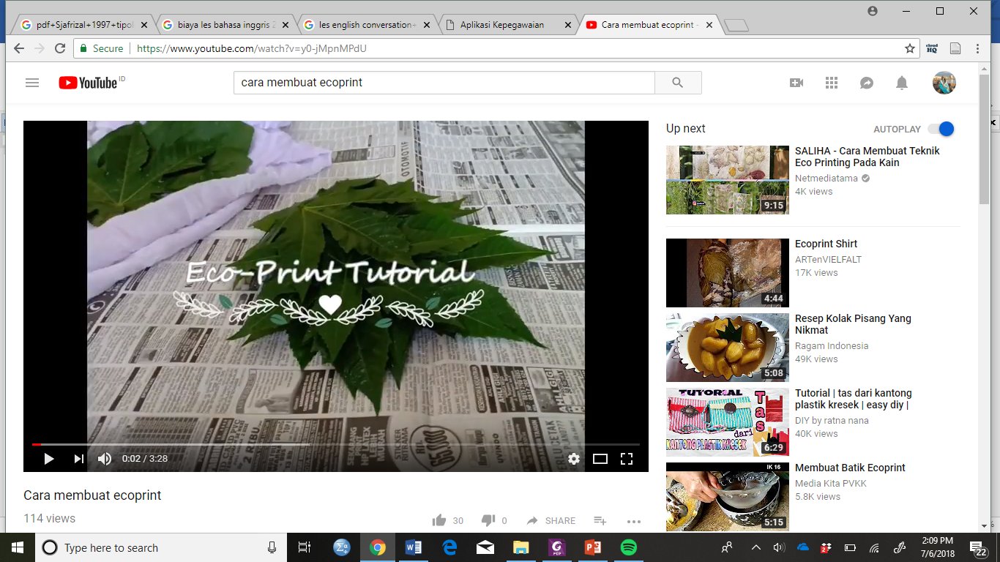 pdf+Sjafrizal+1997+tipol
biaya les bahasa inggris 2
les english conversation+
Aplikasi Kepegawaian
Cara membuat ecoprint -
Secure
https://www.youtube.com/watch?v=y0-jMpnMPdU
cloud
HQ
YouTube ID
cara membuat ecoprint
Up next
AUTOPLAY
OTOMOTIF
Eco-Print Tutorial
0:02 / 3:28
Cara membuat ecoprint
114 views
30
0
SHARE
9:15
SALIHA - Cara Membuat Teknik
Eco Printing Pada Kain
Netmediatama
4K views
4:44
Ecoprint Shirt
ARTenVIELFALT
17K views
5:08
Resep Kolak Pisang Yang
Nikmat
Ragam Indonesia
49K views
TUTORIAL
Tas
dari
KANTONG PLASTIK KRESEK
6:29
Tutorial | tas dari kantong
plastik kresek | easy diy |
DIY by ratna nana
40K views
IK 16
5:15
Membuat Batik Ecoprint
Media Kita PVKK
5.8K views
Type here to search
PDF
2:09 PM
7/6/2018
22